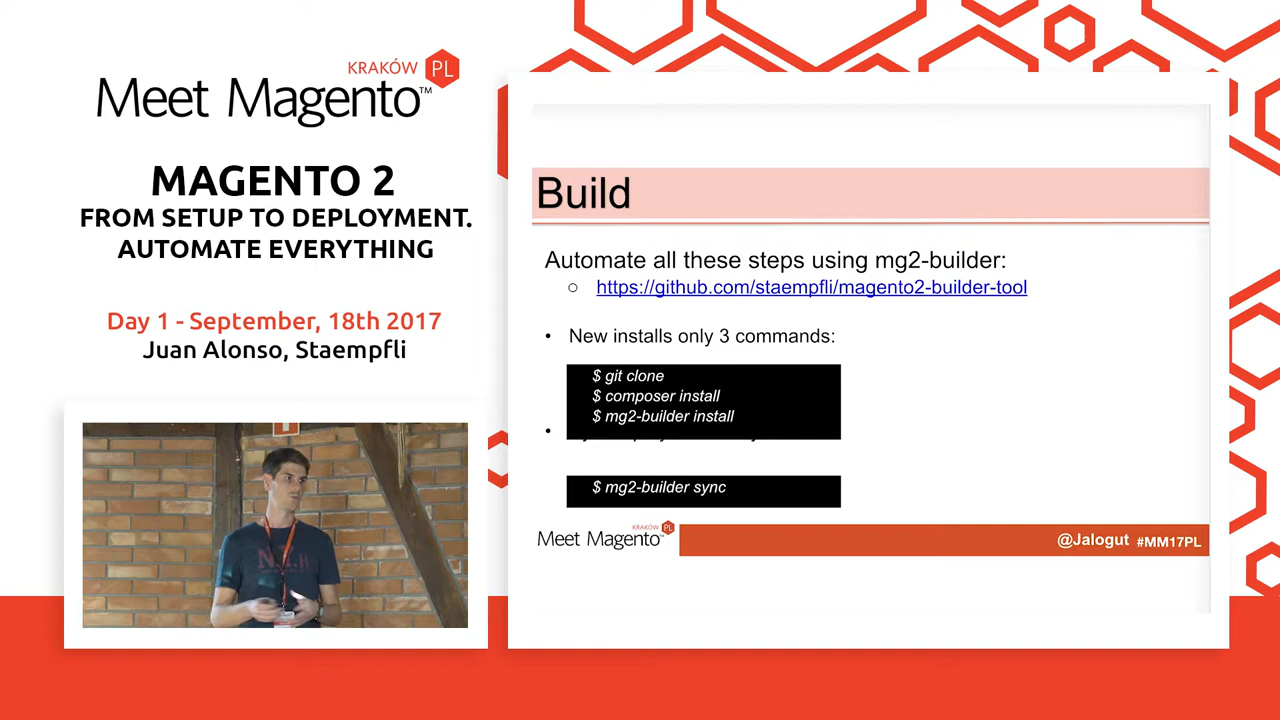 KRAKÓW PL
Meet Magento™
MAGENTO 2
FROM SETUP TO DEPLOYMENT.
AUTOMATE EVERYTHING
Day 1 - September, 18th 2017
Juan Alonso, Staempfli
Build
Automate all these steps using mg2-builder:
○ https://github.com/staempfli/magento2-builder-tool
• New installs only 3 commands:
$ git clone
$ composer install
$ mg2-builder install
•
$ mg2-builder sync
KRAKÓW PL
Meet Magento™
@Jalogut #MM17PL